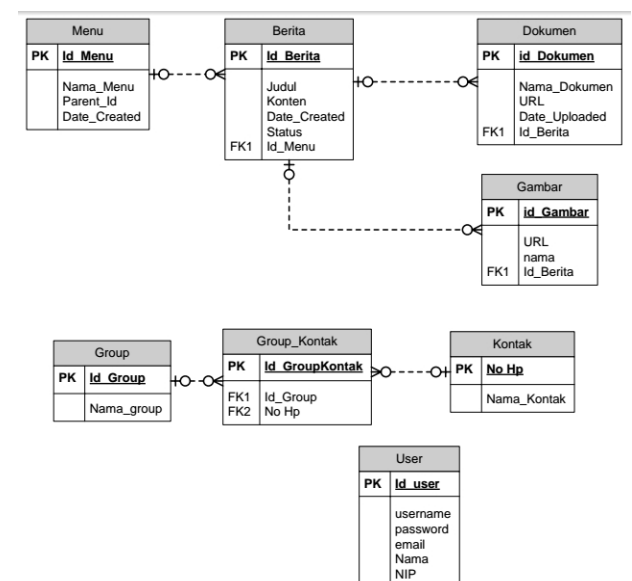 Menu
PK Id_Menu
Nama_Menu
Parent_Id
Date_Created
Berita
PK Id_Berita
Judul
Konten
Date_Created
Status
FK1 Id_Menu
Dokumen
PK id_Dokumen
Nama_Dokumen
URL
Date_Uploaded
FK1 Id_Berita
Gambar
PK id_Gambar
URL
nama
FK1 Id_Berita
Group
PK Id_Group
Nama_group
Group_Kontak
PK Id_GroupKontak
FK1 Id_Group
FK2 No Hp
Kontak
PK No Hp
Nama_Kontak
User
PK Id_user
username
password
email
Nama
NIP